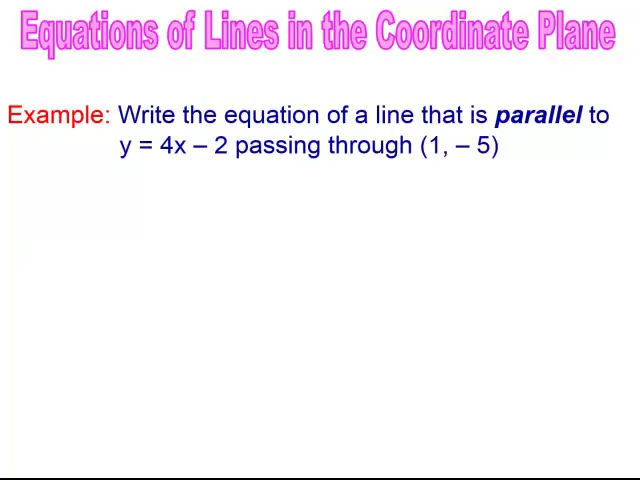 Equations of Lines in the Coordinate Plane
Example: Write the equation of a line that is parallel to
y = 4x – 2 passing through (1, – 5)